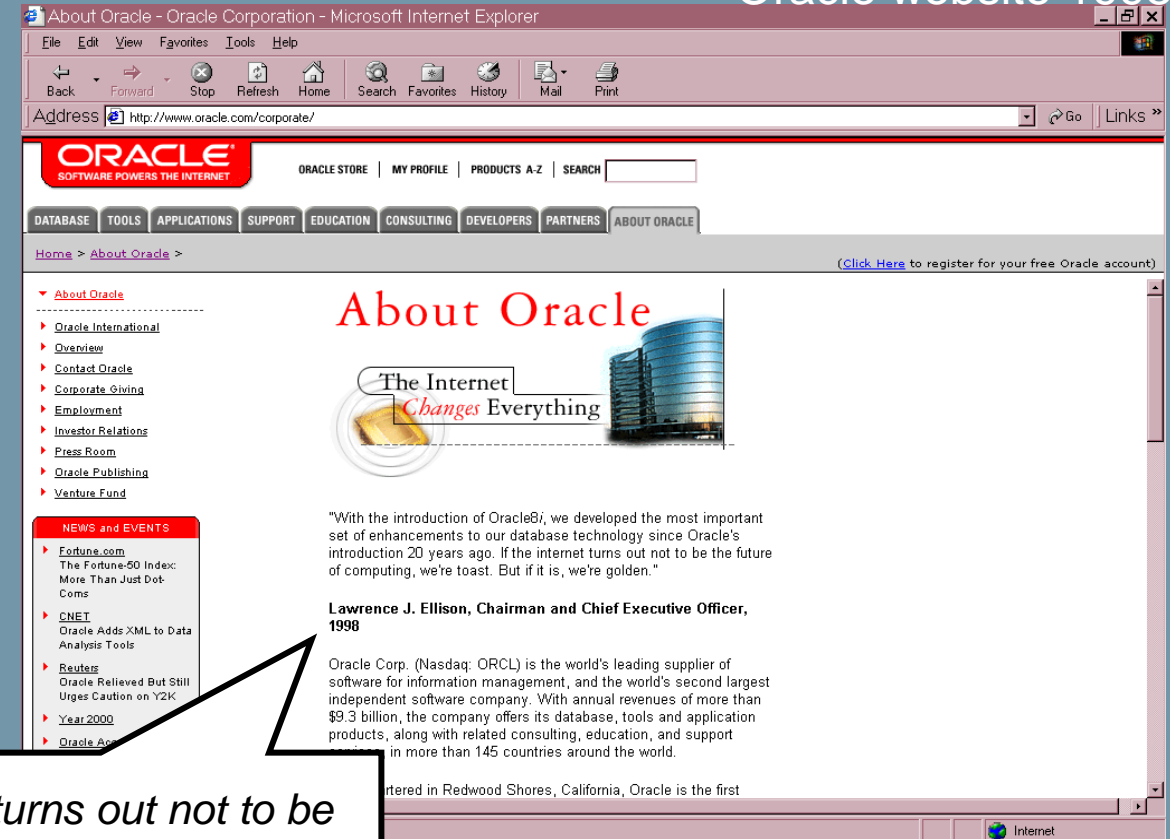 Oracle website
About Oracle - Oracle Corporation - Microsoft Internet Explorer
File Edit View Favorites Tools Help
Back Forward Stop Refresh Home Search Favorites History Mail Print
Address http://www.oracle.com/corporate/ Go Links »
ORACLE®
SOFTWARE POWERS THE INTERNET
ORACLE STORE | MY PROFILE | PRODUCTS A-Z | SEARCH
DATABASE TOOLS APPLICATIONS SUPPORT EDUCATION CONSULTING DEVELOPERS PARTNERS ABOUT ORACLE
Home > About Oracle >
(Click Here to register for your free Oracle account)
About Oracle
Oracle International
Overview
Contact Oracle
Corporate Giving
Employment
Investor Relations
Press Room
Oracle Publishing
Venture Fund
NEWS and EVENTS
Fortune.com
The Fortune-50 Index:
More Than Just Dot-
Coms
CNET
Oracle Adds XML to Data
Analysis Tools
Reuters
Oracle Relieved But Still
Urges Caution on Y2K
Year 2000
Oracle
About Oracle
The Internet
Changes Everything
"With the introduction of Oracle8i, we developed the most important
set of enhancements to our database technology since Oracle's
introduction 20 years ago. If the internet turns out not to be the future
of computing, we're toast. But if it is, we're golden."
Lawrence J. Ellison, Chairman and Chief Executive Officer,
1998
Oracle Corp. (Nasdaq: ORCL) is the world's leading supplier of
software for information management, and the world's second largest
independent software company. With annual revenues of more than
$9.3 billion, the company offers its database, tools and application
products, along with related consulting, education, and support
in more than 145 countries around the world.
in Redwood Shores, California, Oracle is the first
turns out not to be
Internet